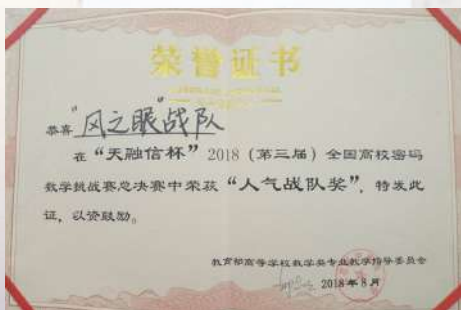 荣誉证书
恭喜“风之眼”战队
在“天融信杯”2018（第三届）全国高校密码
数学挑战赛总决赛中荣获“人气战队奖”，特发此
证，以资鼓励。
教育部高等学校数学类专业教学指导委员会
2018年8月